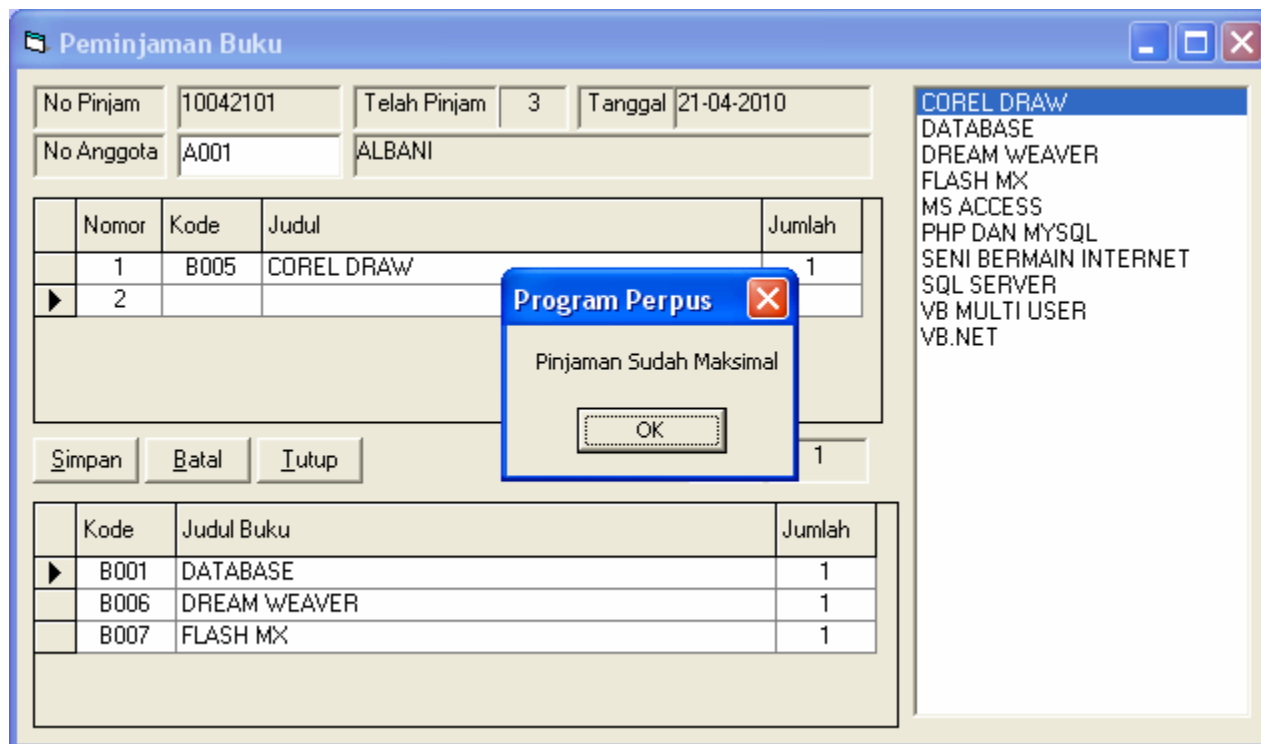 Peminjaman Buku
No Pinjam 10042101 Telah Pinjam 3 Tanggal 21-04-2010
No Anggota A001 ALBANI
Nomor Kode Judul Jumlah
1 B005 COREL DRAW 1
2
Program Perpus
Pinjaman Sudah Maksimal
OK
Simpan Batal Tutup 1
Kode Judul Buku Jumlah
B001 DATABASE 1
B006 DREAM WEAVER 1
B007 FLASH MX 1
COREL DRAW
DATABASE
DREAM WEAVER
FLASH MX
MS ACCESS
PHP DAN MYSQL
SENI BERMAIN INTERNET
SQL SERVER
VB MULTI USER
VB.NET